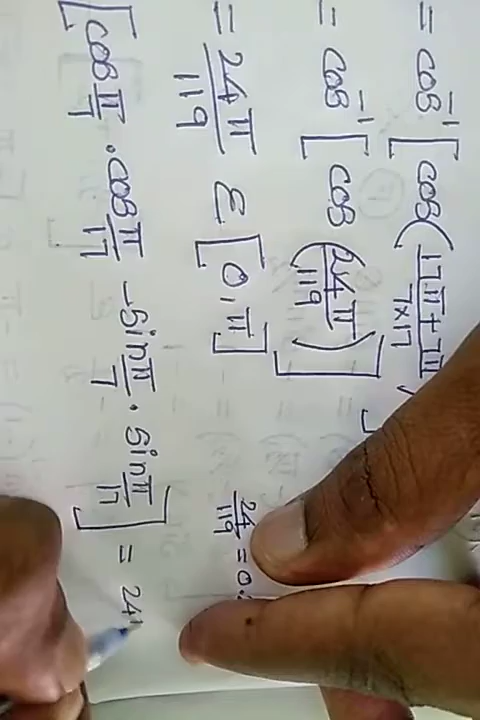 = cos⁻¹ [ cos ( (17π + 7π) / (7×17)
= cos⁻¹ [ cos ( 24π / 119 ) ]
= 24π / 119 ε [0, π]
24 / 119 = 0.
[ cos π/7 · cos π/17 - sin π/7 · sin π/17 ] = 24